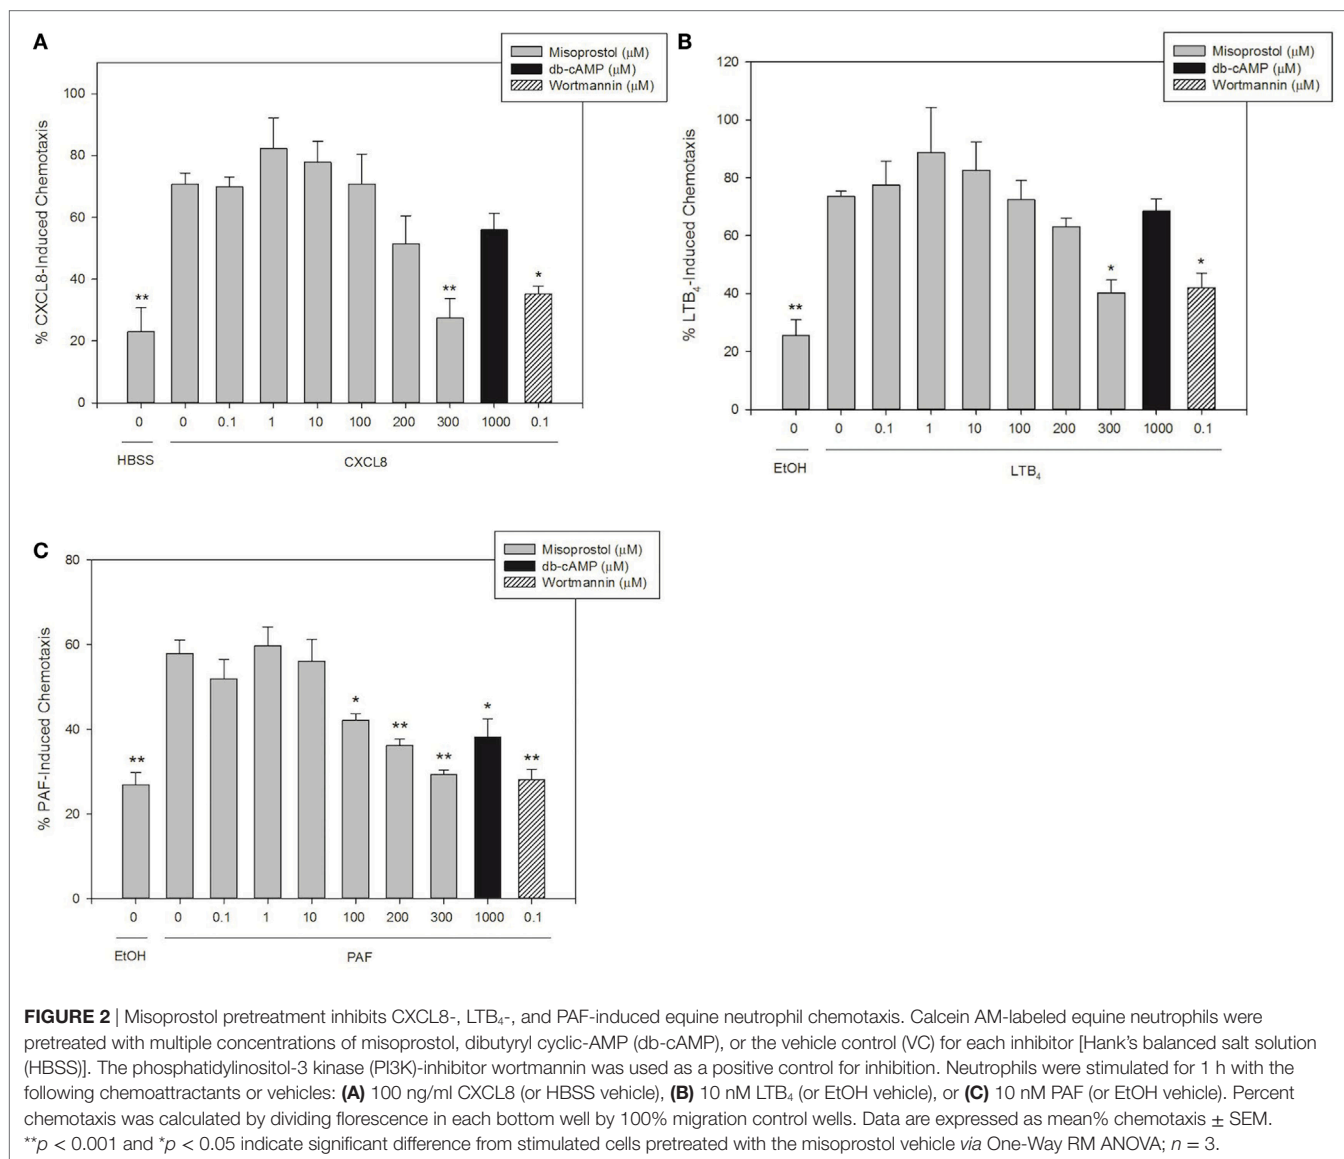 A
Misoprostol (μM)
db-cAMP (μM)
Wortmannin (μM)
% CXCL8-Induced Chemotaxis
100
80
60
40
20
0
**
**
*
0 0 0.1 1 10 100 200 300 1000 0.1
HBSS CXCL8
B
Misoprostol (μM)
db-cAMP (μM)
Wortmannin (μM)
% LTB₄-Induced Chemotaxis
120
100
80
60
40
20
0
**
*
*
0 0 0.1 1 10 100 200 300 1000 0.1
EtOH LTB₄
C
Misoprostol (μM)
db-cAMP (μM)
Wortmannin (μM)
% PAF-Induced Chemotaxis
80
60
40
20
0
**
*
**
**
*
**
0 0 0.1 1 10 100 200 300 1000 0.1
EtOH PAF
FIGURE 2 | Misoprostol pretreatment inhibits CXCL8-, LTB₄-, and PAF-induced equine neutrophil chemotaxis. Calcein AM-labeled equine neutrophils were
pretreated with multiple concentrations of misoprostol, dibutyryl cyclic-AMP (db-cAMP), or the vehicle control (VC) for each inhibitor [Hank's balanced salt solution
(HBSS)]. The phosphatidylinositol-3 kinase (PI3K)-inhibitor wortmannin was used as a positive control for inhibition. Neutrophils were stimulated for 1 h with the
following chemoattractants or vehicles: (A) 100 ng/ml CXCL8 (or HBSS vehicle), (B) 10 nM LTB₄ (or EtOH vehicle), or (C) 10 nM PAF (or EtOH vehicle). Percent
chemotaxis was calculated by dividing florescence in each bottom well by 100% migration control wells. Data are expressed as mean% chemotaxis ± SEM.
**p < 0.001 and *p < 0.05 indicate significant difference from stimulated cells pretreated with the misoprostol vehicle via One-Way RM ANOVA; n = 3.